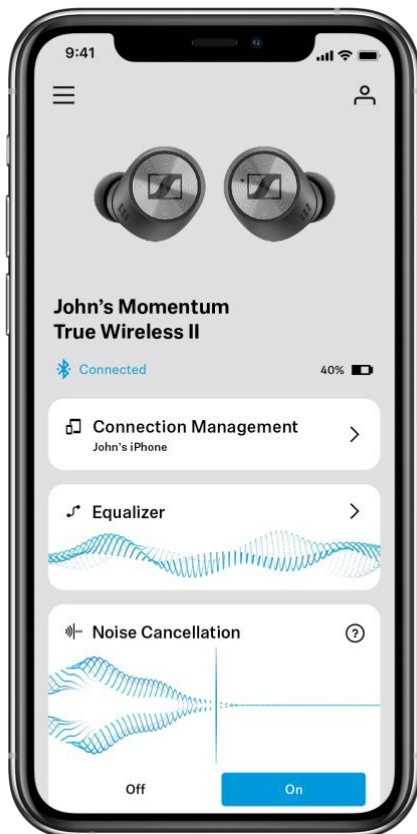 9:41
John’s Momentum
True Wireless II
Connected
40%
Connection Management
John’s iPhone
Equalizer
Noise Cancellation
?
Off
On